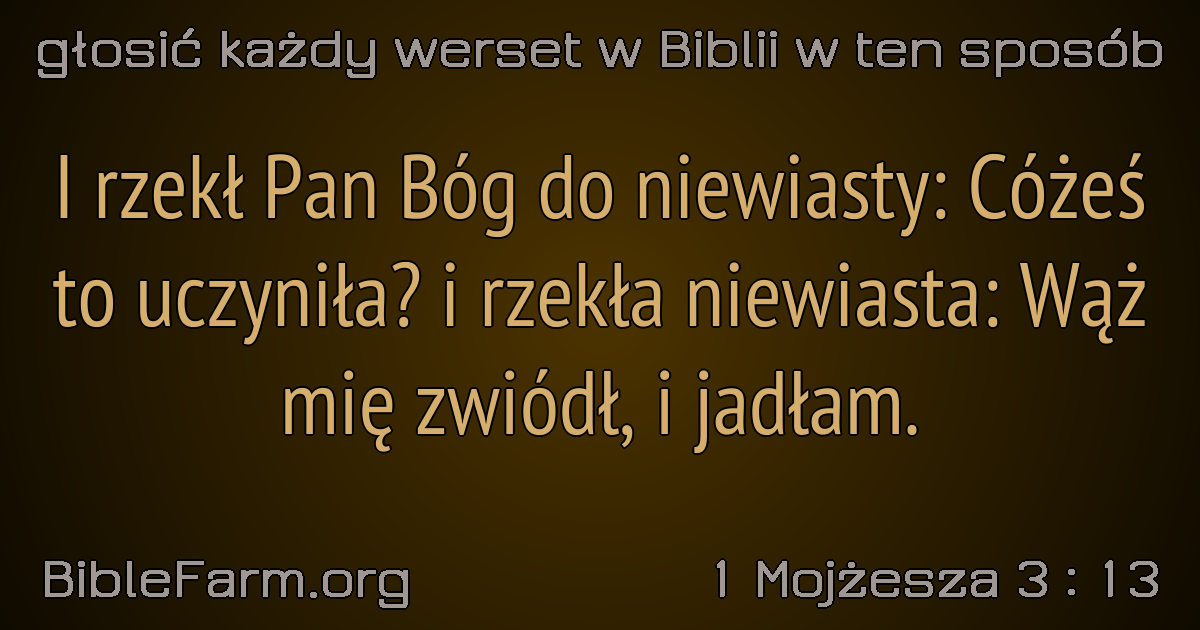 głosić każdy werset w Biblii w ten sposób
I rzekł Pan Bóg do niewiasty: Cóżeś
to uczyniła? i rzekła niewiasta: Wąż
mię zwiódł, i jadłam.
BibleFarm.org
1 Mojżesza 3 : 13